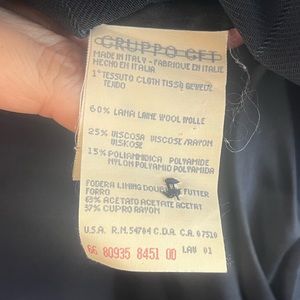 GRUPPO GFT
MADE IN ITALY - FABRIQUE EN ITALIE
HECHO EN ITALIA
1° TESSUTO CLOTH TISSU GEWEBE
TEJIDO
60% LANA LAINE WOOL WOLLE
25% VISCOSA VISCOSE/RAYON
VISKOSE
15% POLIAMMIDICA POLYAMIDE
NYLON POLYAMID POLYAMIDA
FODERA LINING DOUBLURE FUTTER
FORRO
63% ACETATO ACETATE ACETAT
37% CUPRO RAYON
U.S.A. R.N. 54704 C.D.A. C.A. 07510
66 80935 8451 00 LAV 01